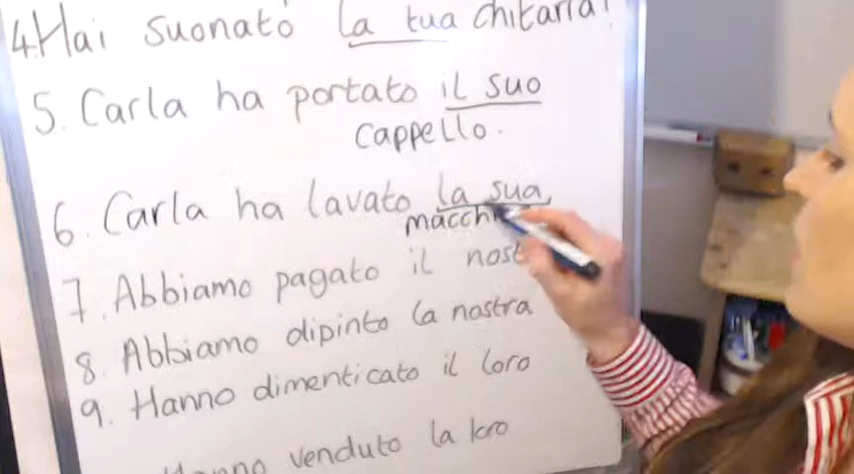 4. Hai suonato la tua chitarra!
5. Carla ha portato il suo
cappello.
6. Carla ha lavato la sua
7. Abbiamo pagato il
8. Abbiamo dipinto la nostra
9. Hanno dimenticato il loro
venduto la loro